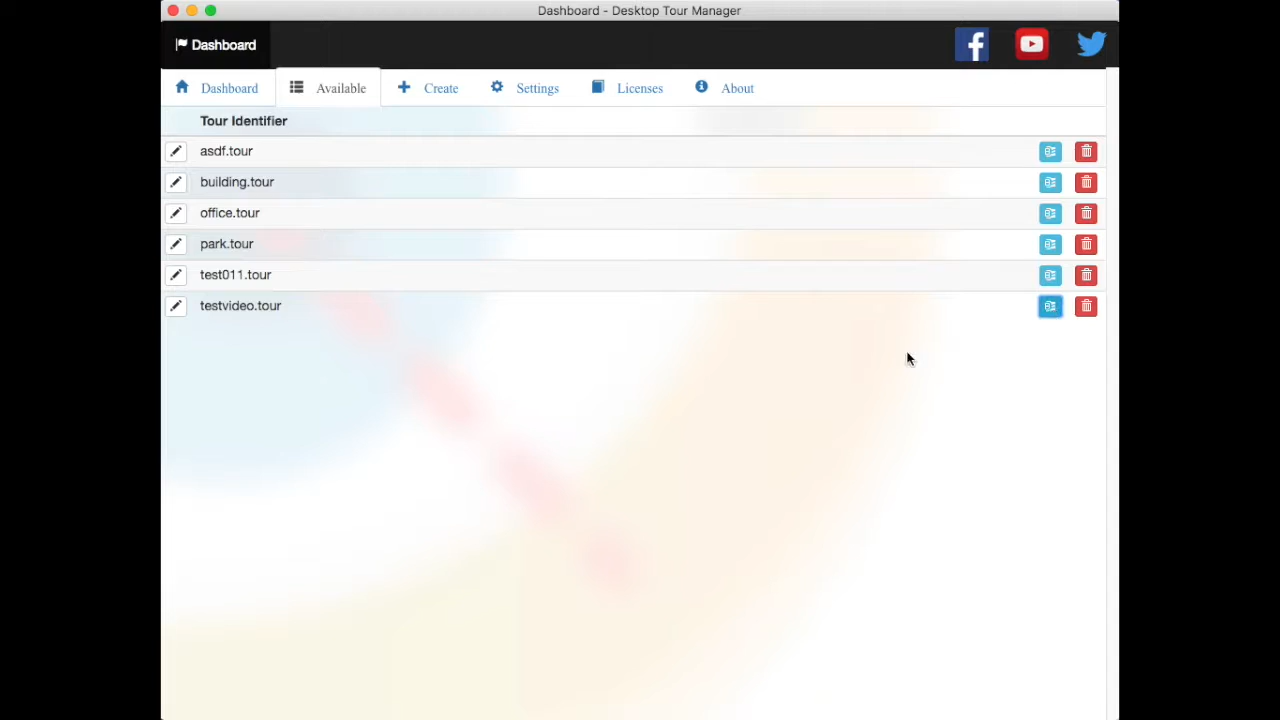 Dashboard - Desktop Tour Manager
Dashboard
Dashboard Available Create Settings Licenses About
Tour Identifier
asdf.tour
building.tour
office.tour
park.tour
test011.tour
testvideo.tour